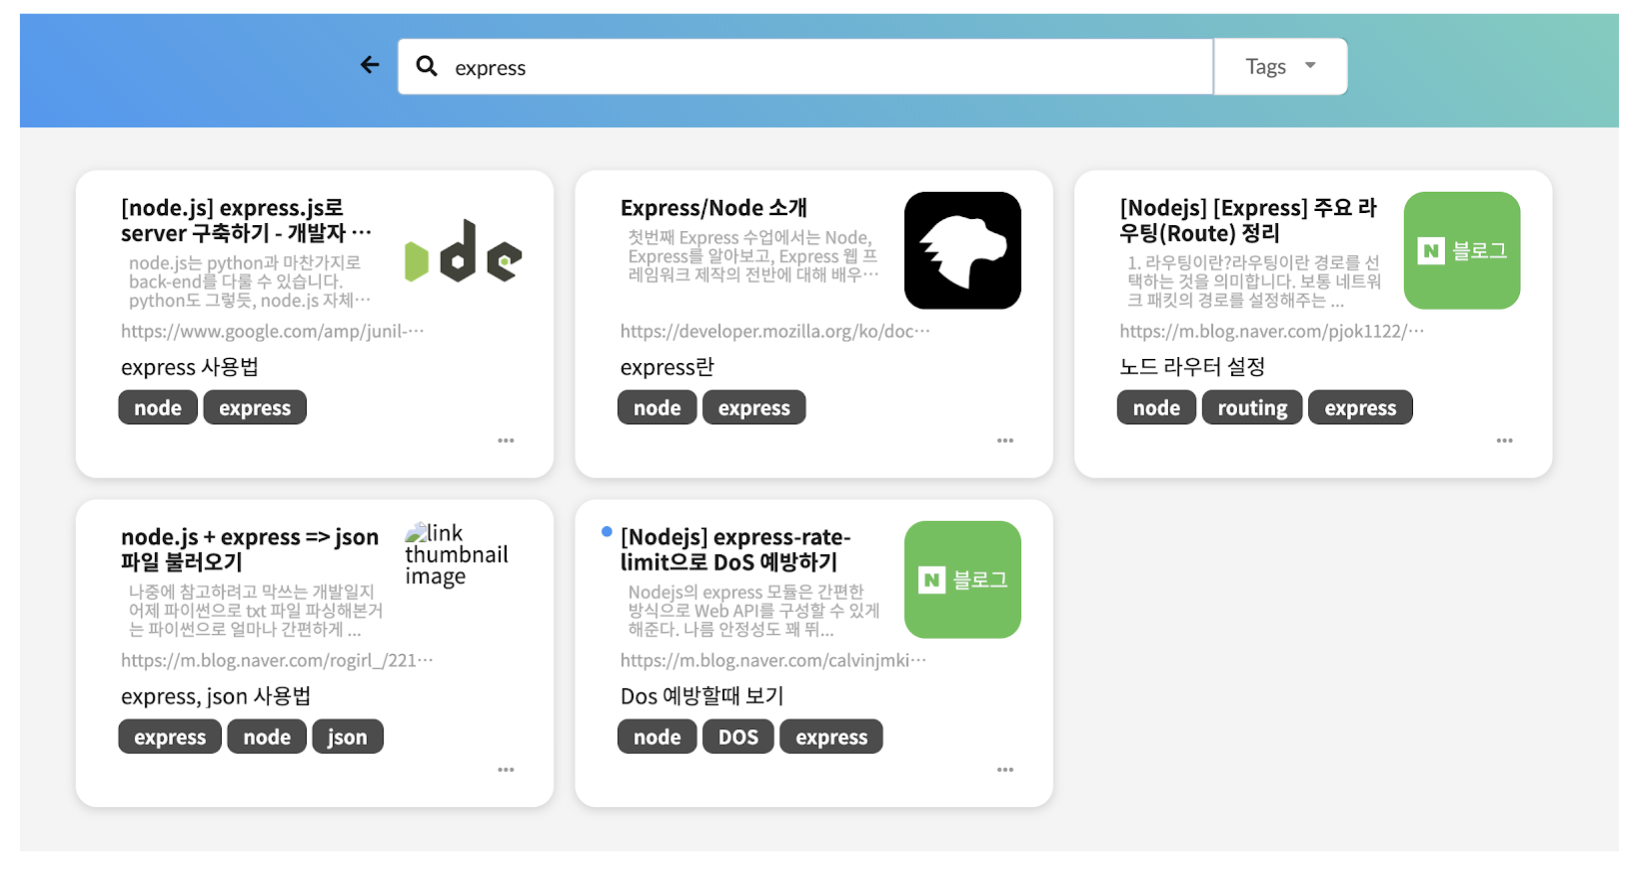 express
Tags
[node.js] express.js로
server 구축하기 - 개발자 ···
node.js는 python과 마찬가지로
back-end를 다룰 수 있습니다.
python도 그렇듯, node.js 자체···
https://www.google.com/amp/junil-···
express 사용법
node express
...
Express/Node 소개
첫번째 Express 수업에서는 Node,
Express를 알아보고, Express 웹 프
레임워크 제작의 전반에 대해 배우···
https://developer.mozilla.org/ko/doc···
express란
node express
...
[Nodejs] [Express] 주요 라
우팅(Route) 정리
1. 라우팅이란?라우팅이란 경로를 선
택하는 것을 의미합니다. 보통 네트워
크 패킷의 경로를 설정해주는 ...
N 블로그
https://m.blog.naver.com/pjok1122/···
노드 라우터 설정
node routing express
...
node.js + express => json
파일 불러오기
link
thumbnail
image
나중에 참고하려고 막쓰는 개발일지
어제 파이썬으로 txt 파일 파싱해본거
는 파이썬으로 얼마나 간편하게 ...
https://m.blog.naver.com/rogirl_/221···
express, json 사용법
express node json
...
[Nodejs] express-rate-
limit으로 DoS 예방하기
Nodejs의 express 모듈은 간편한
방식으로 Web API를 구성할 수 있게
해준다. 나름 안정성도 꽤 뛰...
N 블로그
https://m.blog.naver.com/calvinjmki···
Dos 예방할때 보기
node DOS express
...